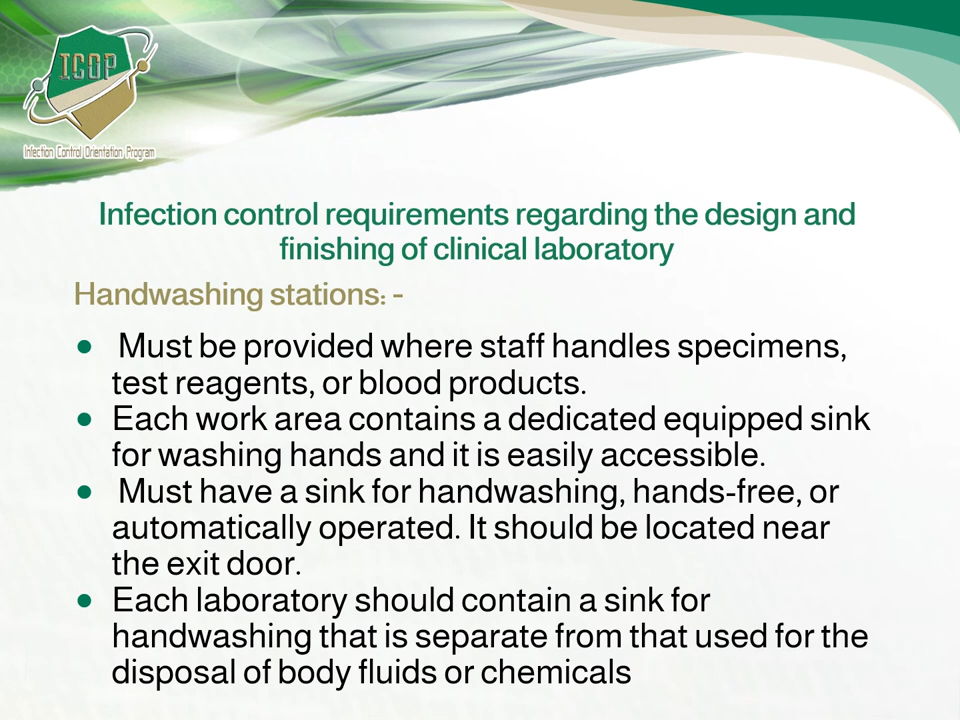 ICOP
Infection Control Orientation Program
Infection control requirements regarding the design and
finishing of clinical laboratory
Handwashing stations: -
● Must be provided where staff handles specimens,
test reagents, or blood products.
● Each work area contains a dedicated equipped sink
for washing hands and it is easily accessible.
● Must have a sink for handwashing, hands-free, or
automatically operated. It should be located near
the exit door.
● Each laboratory should contain a sink for
handwashing that is separate from that used for the
disposal of body fluids or chemicals